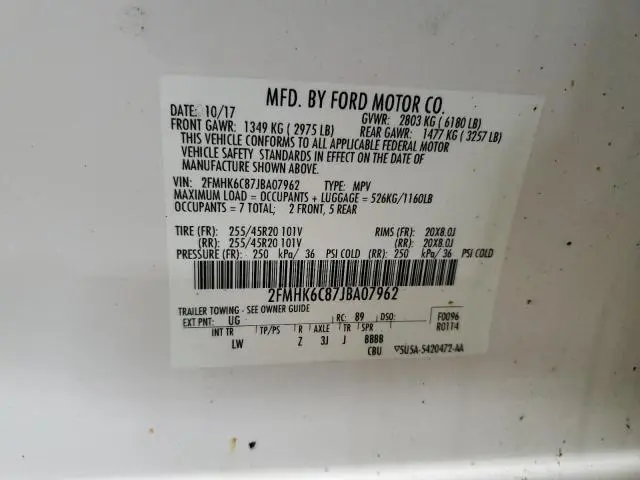 MFD. BY FORD MOTOR CO.
DATE: 10/17 GVWR: 2803 KG ( 6180 LB)
FRONT GAWR: 1349 KG ( 2975 LB) REAR GAWR: 1477 KG ( 3257 LB)
THIS VEHICLE CONFORMS TO ALL APPLICABLE FEDERAL MOTOR
VEHICLE SAFETY STANDARDS IN EFFECT ON THE DATE OF
MANUFACTURE SHOWN ABOVE.
VIN: 2FMHK6C87JBA07962 TYPE: MPV
MAXIMUM LOAD = OCCUPANTS + LUGGAGE = 526KG/1160LB
OCCUPANTS = 7 TOTAL; 2 FRONT, 5 REAR
TIRE (FR): 255/45R20 101V RIMS (FR): 20X8.0J
(RR): 255/45R20 101V (RR): 20X8.0J
PRESSURE (FR): 250 kPa/ 36 PSI COLD (RR): 250 kPa/ 36 PSI COLD
2FMHK6C87JBA07962
TRAILER TOWING - SEE OWNER GUIDE
EXT PNT: UG RC: 89 DSO: F0096
INT TR TP/PS R AXLE TR SPR R0114
LW Z 3J J BBBB
CBU ▽5U5A-5420472-AA